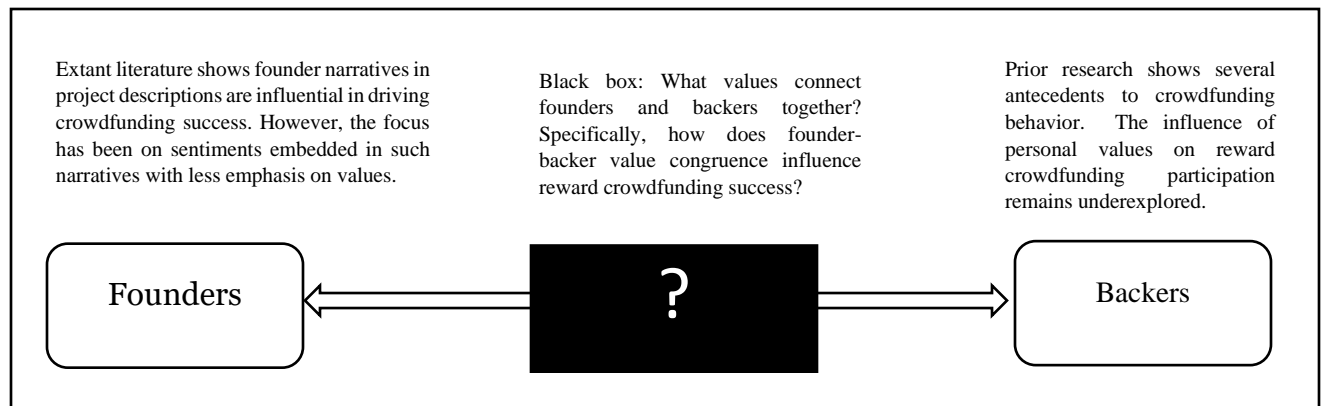 Extant literature shows founder narratives in
project descriptions are influential in driving
crowdfunding success. However, the focus
has been on sentiments embedded in such
narratives with less emphasis on values.
Black box: What values connect
founders and backers together?
Specifically, how does founder-
backer value congruence influence
reward crowdfunding success?
Prior research shows several
antecedents to crowdfunding
behavior. The influence of
personal values on reward
crowdfunding participation
remains underexplored.
Founders
?
Backers